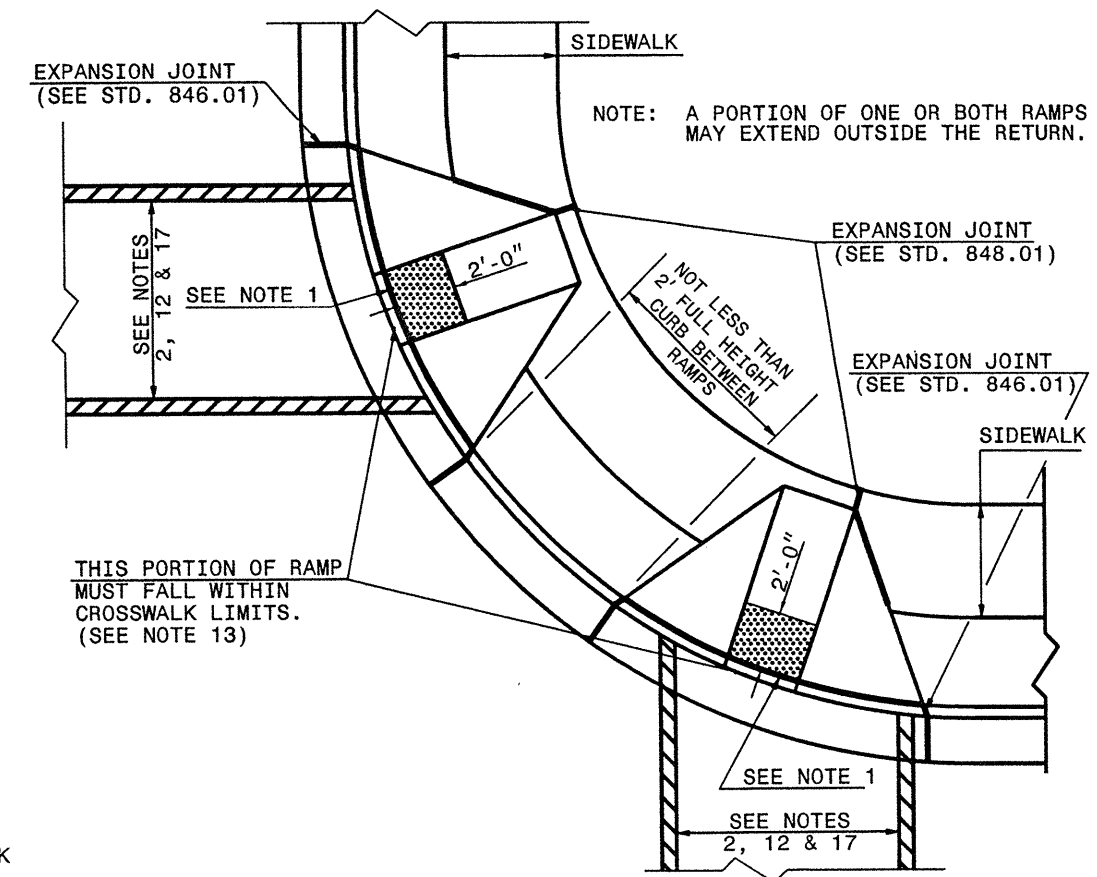 SIDEWALK
EXPANSION JOINT
(SEE STD. 846.01)
NOTE: A PORTION OF ONE OR BOTH RAMPS
MAY EXTEND OUTSIDE THE RETURN.
EXPANSION JOINT
(SEE STD. 848.01)
SEE NOTES
2, 12 & 17
SEE NOTE 1
2'-0"
NOT LESS THAN
2' FULL HEIGHT
CURB BETWEEN
RAMPS
EXPANSION JOINT
(SEE STD. 846.01)
SIDEWALK
THIS PORTION OF RAMP
MUST FALL WITHIN
CROSSWALK LIMITS.
(SEE NOTE 13)
2'-0"
SEE NOTE 1
SEE NOTES
2, 12 & 17
K